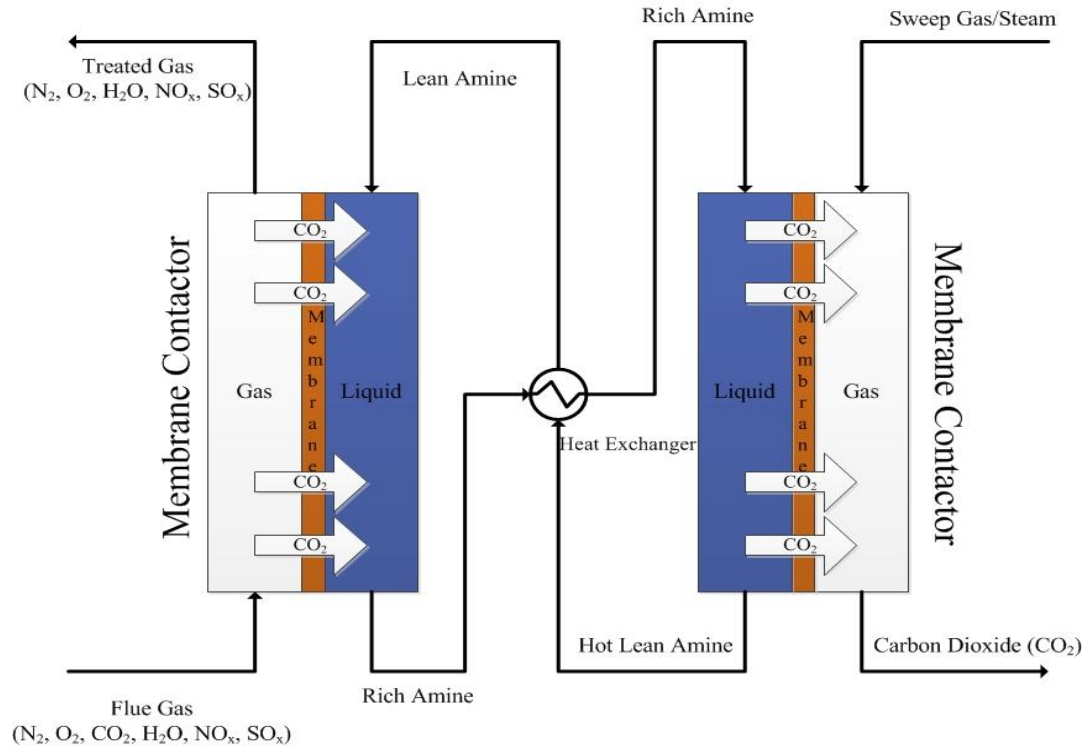 Rich Amine
Sweep Gas/Steam
Treated Gas
(N₂, O₂, H₂O, NOₓ, SOₓ)
Lean Amine
Membrane Contactor
CO₂
CO₂
Membrane
Gas
Liquid
CO₂
CO₂
Heat Exchanger
CO₂
CO₂
Membrane
Liquid
Gas
CO₂
CO₂
Membrane Contactor
Hot Lean Amine
Carbon Dioxide (CO₂)
Rich Amine
Flue Gas
(N₂, O₂, CO₂, H₂O, NOₓ, SOₓ)